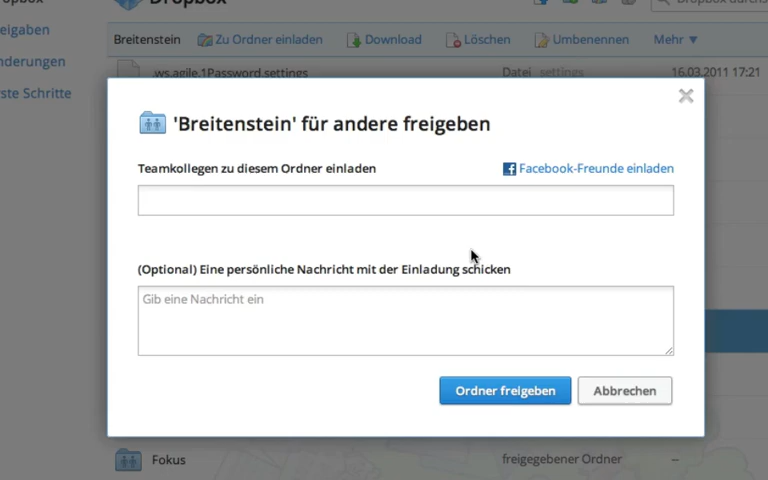 Dropbox
eigaben
nderungen
ste Schritte
Breitenstein Zu Ordner einladen Download Löschen Umbenennen Mehr ▼
.ws.agile.1Password.settings Datei settings 16.03.2011 17:21
'Breitenstein' für andere freigeben
Teamkollegen zu diesem Ordner einladen Facebook-Freunde einladen
(Optional) Eine persönliche Nachricht mit der Einladung schicken
Gib eine Nachricht ein
Ordner freigeben Abbrechen
Fokus freigegebener Ordner --